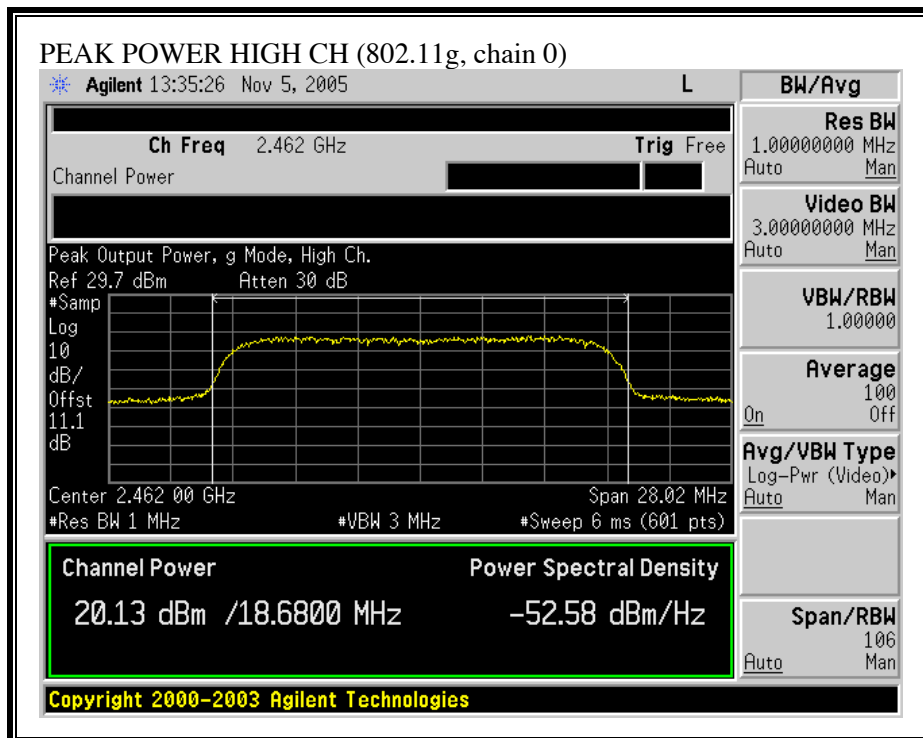 PEAK POWER HIGH CH (802.11g, chain 0)
Agilent 13:35:26 Nov 5, 2005 L
BW/Avg
Ch Freq 2.462 GHz Trig Free
Channel Power
Res BW
1.00000000 MHz
Auto Man
Video BW
3.00000000 MHz
Auto Man
Peak Output Power, g Mode, High Ch.
Ref 29.7 dBm Atten 30 dB
#Samp
Log
10
dB/
Offst
11.1
dB
VBW/RBW
1.00000
Average
100
On Off
Avg/VBW Type
Log-Pwr (Video)▸
Auto Man
Center 2.462 00 GHz Span 28.02 MHz
#Res BW 1 MHz #VBW 3 MHz #Sweep 6 ms (601 pts)
Channel Power Power Spectral Density
20.13 dBm /18.6800 MHz -52.58 dBm/Hz
Span/RBW
106
Auto Man
Copyright 2000-2003 Agilent Technologies